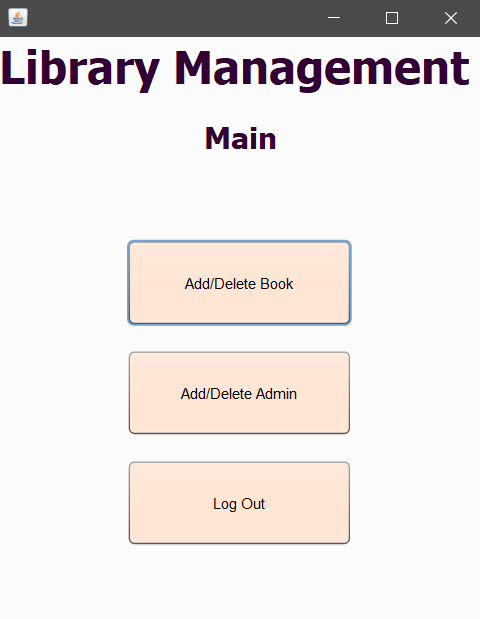 Library Management
Main
Add/Delete Book
Add/Delete Admin
Log Out